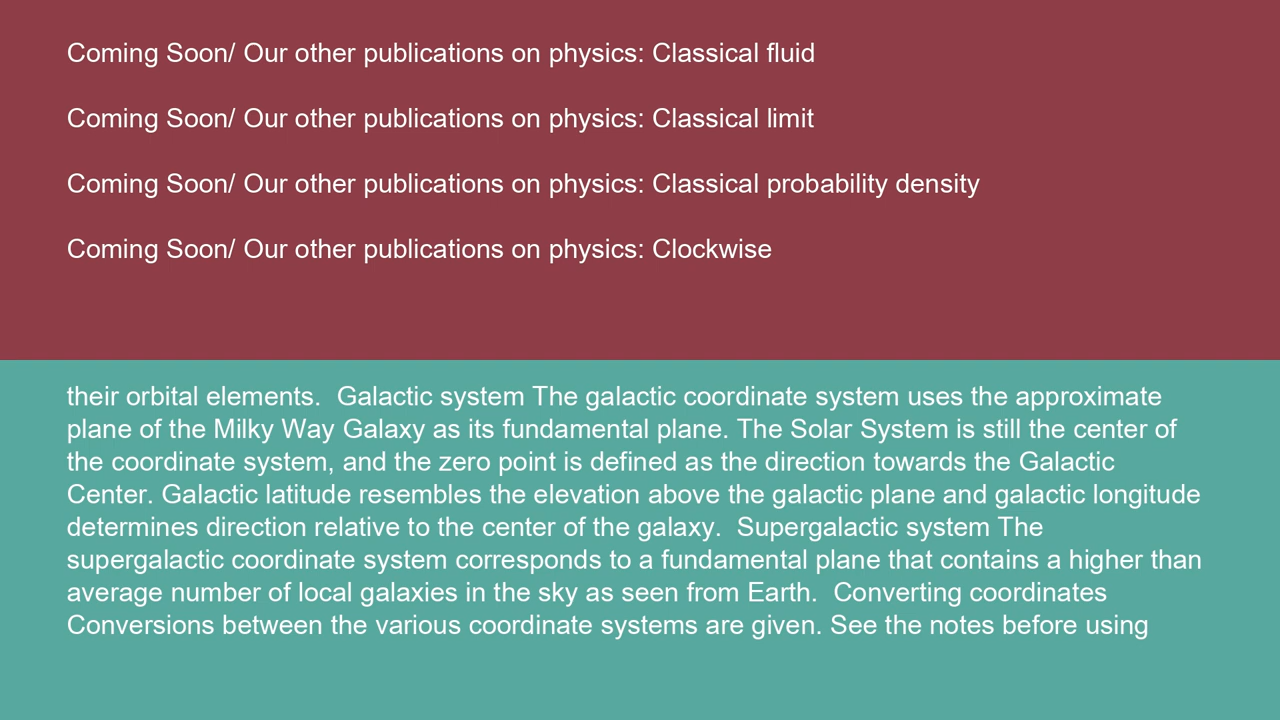 Coming Soon/ Our other publications on physics: Classical fluid
Coming Soon/ Our other publications on physics: Classical limit
Coming Soon/ Our other publications on physics: Classical probability density
Coming Soon/ Our other publications on physics: Clockwise
their orbital elements.  Galactic system The galactic coordinate system uses the approximate
plane of the Milky Way Galaxy as its fundamental plane. The Solar System is still the center of
the coordinate system, and the zero point is defined as the direction towards the Galactic
Center. Galactic latitude resembles the elevation above the galactic plane and galactic longitude
determines direction relative to the center of the galaxy.  Supergalactic system The
supergalactic coordinate system corresponds to a fundamental plane that contains a higher than
average number of local galaxies in the sky as seen from Earth.  Converting coordinates
Conversions between the various coordinate systems are given. See the notes before using